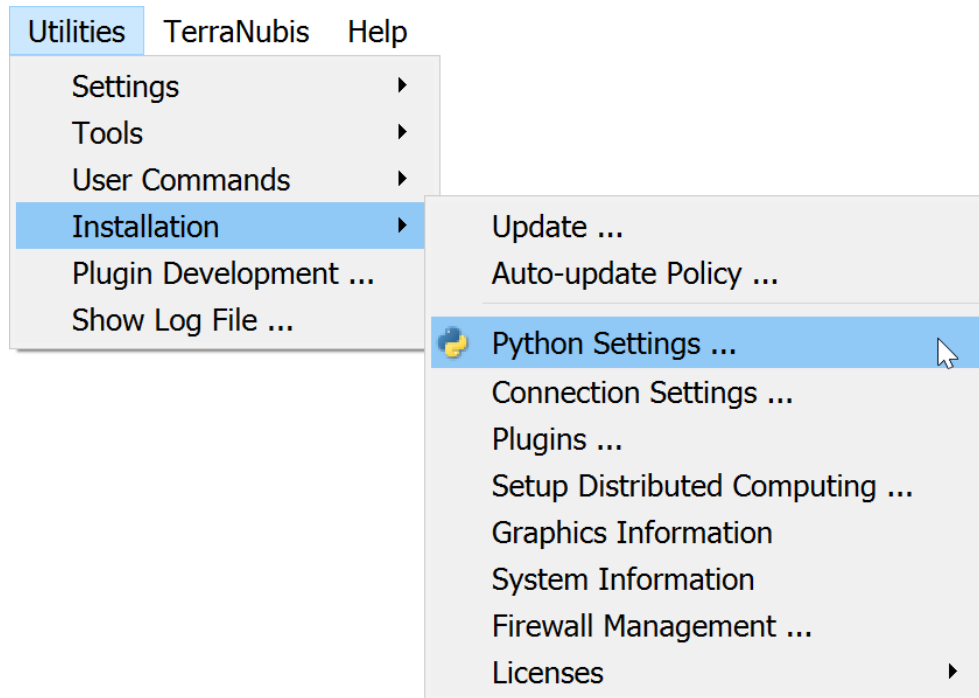 Utilities TerraNubis Help
Settings
Tools
User Commands
Installation
Plugin Development ...
Show Log File ...
Update ...
Auto-update Policy ...
Python Settings ...
Connection Settings ...
Plugins ...
Setup Distributed Computing ...
Graphics Information
System Information
Firewall Management ...
Licenses